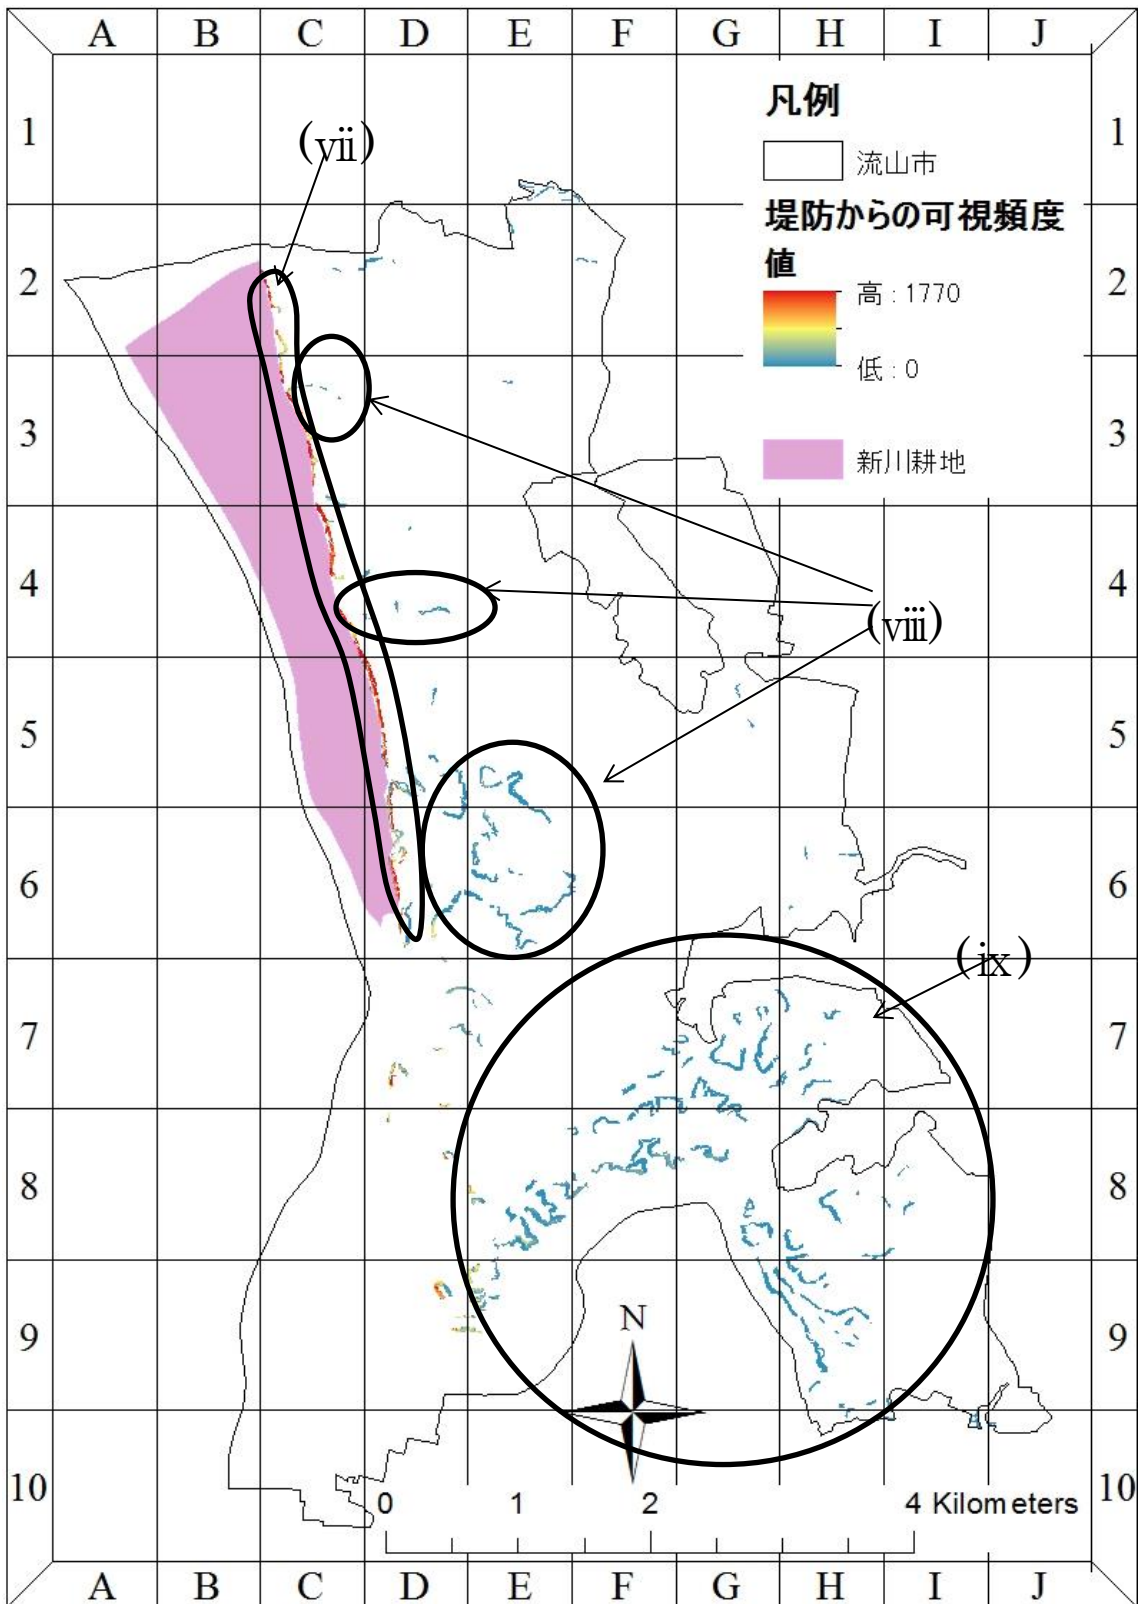 A B C D E F G H I J
凡例
1 (vii) 1
流山市
堤防からの可視頻度
値
2 高 : 1770 2
低 : 0
3 3
新川耕地
4 4
(viii)
5 5
6 6
(ix)
7 7
8 8
9 N 9
10 10
0 1 2 4 Kilometers
A B C D E F G H I J